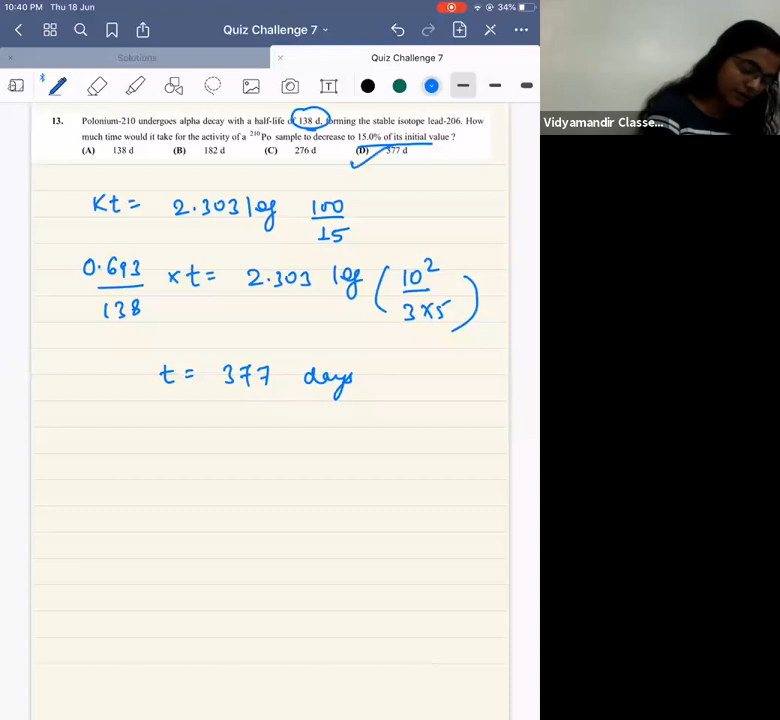 10:40 PM Thu 18 Jun
34%
Quiz Challenge 7
Solutions
Quiz Challenge 7
13. Polonium-210 undergoes alpha decay with a half-life of 138 d, forming the stable isotope lead-206. How
much time would it take for the activity of a ²¹⁰Po sample to decrease to 15.0% of its initial value ?
(A) 138 d (B) 182 d (C) 276 d (D) 377 d
Vidyamandir Classe...
Kt = 2.303 log 100/15
0.693/138 × t = 2.303 log (10²/3×5)
t = 377 days